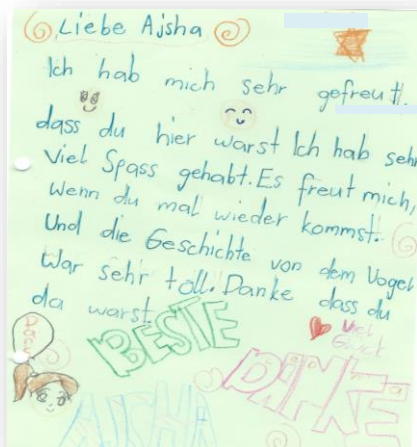 Liebe Ajsha
Ich hab mich sehr gefreut.
dass du hier warst Ich hab sehr
Viel Spass gehabt. Es freut mich,
Wenn du mal wieder kommst.
Und die Geschichte von dem Vogel
War sehr toll. Danke dass du
da warst.
Viel
Glück
BESTE
DANKE
AJSHA